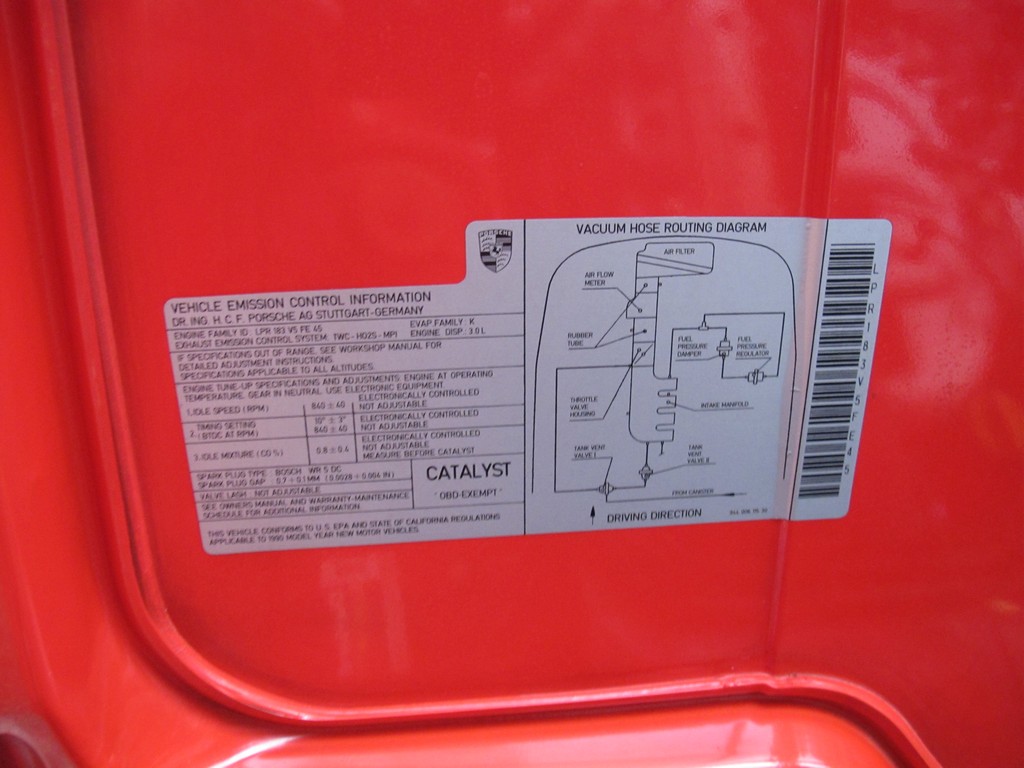 PORSCHE
VEHICLE EMISSION CONTROL INFORMATION
DR. ING. H. C. F. PORSCHE AG STUTTGART-GERMANY
ENGINE FAMILY ID : LPR 183 V5 FE 45 EVAP.FAMILY : K
EXHAUST EMISSION CONTROL SYSTEM: TWC - HO2S - MPI ENGINE DISP.: 3.0 L
IF SPECIFICATIONS OUT OF RANGE, SEE WORKSHOP MANUAL FOR
DETAILED ADJUSTMENT INSTRUCTIONS.
SPECIFICATIONS APPLICABLE TO ALL ALTITUDES.
ENGINE TUNE-UP SPECIFICATIONS AND ADJUSTMENTS: ENGINE AT OPERATING
TEMPERATURE. GEAR IN NEUTRAL. USE ELECTRONIC EQUIPMENT.
1. IDLE SPEED (RPM) 840 ± 40 ELECTRONICALLY CONTROLLED
NOT ADJUSTABLE
2. TIMING SETTING 10° ± 3° ELECTRONICALLY CONTROLLED
(BTDC AT RPM) 840 ± 40 NOT ADJUSTABLE
3. IDLE MIXTURE (CO %) 0.8 ± 0.4 ELECTRONICALLY CONTROLLED
NOT ADJUSTABLE
MEASURE BEFORE CATALYST
SPARK PLUG TYPE : BOSCH WR 5 DC
SPARK PLUG GAP : 0.7 + 0.1 MM ( 0.0028 + 0.004 IN )
VALVE LASH : NOT ADJUSTABLE
SEE OWNERS MANUAL AND WARRANTY-MAINTENANCE
SCHEDULE FOR ADDITIONAL INFORMATION
CATALYST
"OBD-EXEMPT"
THIS VEHICLE CONFORMS TO U.S. EPA AND STATE OF CALIFORNIA REGULATIONS
APPLICABLE TO 1990 MODEL YEAR NEW MOTOR VEHICLES.
VACUUM HOSE ROUTING DIAGRAM
AIR FILTER
AIR FLOW
METER
RUBBER
TUBE
FUEL
PRESSURE
DAMPER
FUEL
PRESSURE
REGULATOR
THROTTLE
VALVE
HOUSING
INTAKE MANIFOLD
TANK VENT
VALVE I
TANK
VENT
VALVE II
FROM CANISTER
DRIVING DIRECTION
LPR183V5FE45